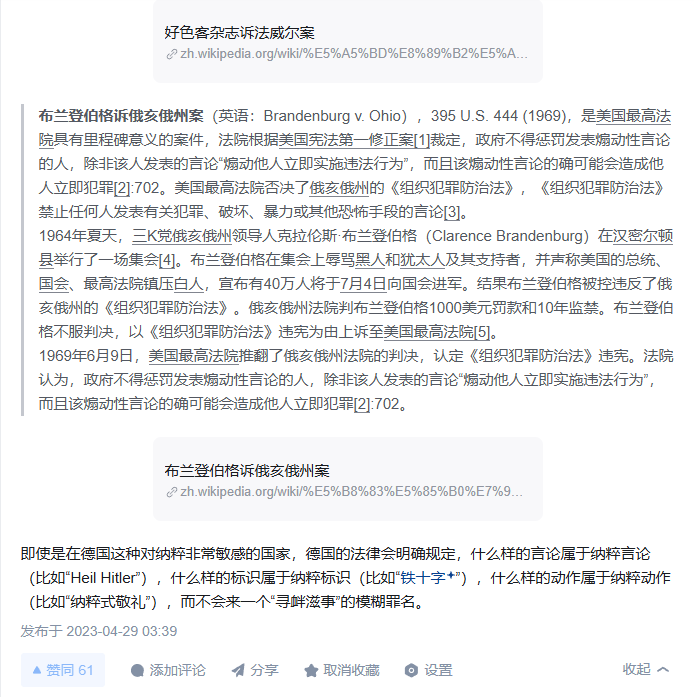 好色客杂志诉法威尔案
zh.wikipedia.org/wiki/%E5%A5%BD%E8%89%B2%E5%A...
布兰登伯格诉俄亥俄州案（英语：Brandenburg v. Ohio），395 U.S. 444 (1969)，是美国最高法
院具有里程碑意义的案件，法院根据美国宪法第一修正案[1]裁定，政府不得惩罚发表煽动性言论
的人，除非该人发表的言论“煽动他人立即实施违法行为”，而且该煽动性言论的确可能会造成他
人立即犯罪[2]:702。美国最高法院否决了俄亥俄州的《组织犯罪防治法》，《组织犯罪防治法》
禁止任何人发表有关犯罪、破坏、暴力或其他恐怖手段的言论[3]。
1964年夏天，三K党俄亥俄州领导人克拉伦斯·布兰登伯格（Clarence Brandenburg）在汉密尔顿
县举行了一场集会[4]。布兰登伯格在集会上辱骂黑人和犹太人及其支持者，并声称美国的总统、
国会、最高法院镇压白人，宣布有40万人将于7月4日向国会进军。结果布兰登伯格被控违反了俄
亥俄州的《组织犯罪防治法》。俄亥俄州法院判布兰登伯格1000美元罚款和10年监禁。布兰登伯
格不服判决，以《组织犯罪防治法》违宪为由上诉至美国最高法院[5]。
1969年6月9日，美国最高法院推翻了俄亥俄州法院的判决，认定《组织犯罪防治法》违宪。法院
认为，政府不得惩罚发表煽动性言论的人，除非该人发表的言论“煽动他人立即实施违法行为”，
而且该煽动性言论的确可能会造成他人立即犯罪[2]:702。
布兰登伯格诉俄亥俄州案
zh.wikipedia.org/wiki/%E5%B8%83%E5%85%B0%E7%9...
即使是在德国这种对纳粹非常敏感的国家，德国的法律会明确规定，什么样的言论属于纳粹言论
（比如“Heil Hitler”），什么样的标识属于纳粹标识（比如“铁十字”），什么样的动作属于纳粹动作
（比如“纳粹式敬礼”），而不会来一个“寻衅滋事”的模糊罪名。
发布于 2023-04-29 03:39
赞同 61 添加评论 分享 取消收藏 设置 收起